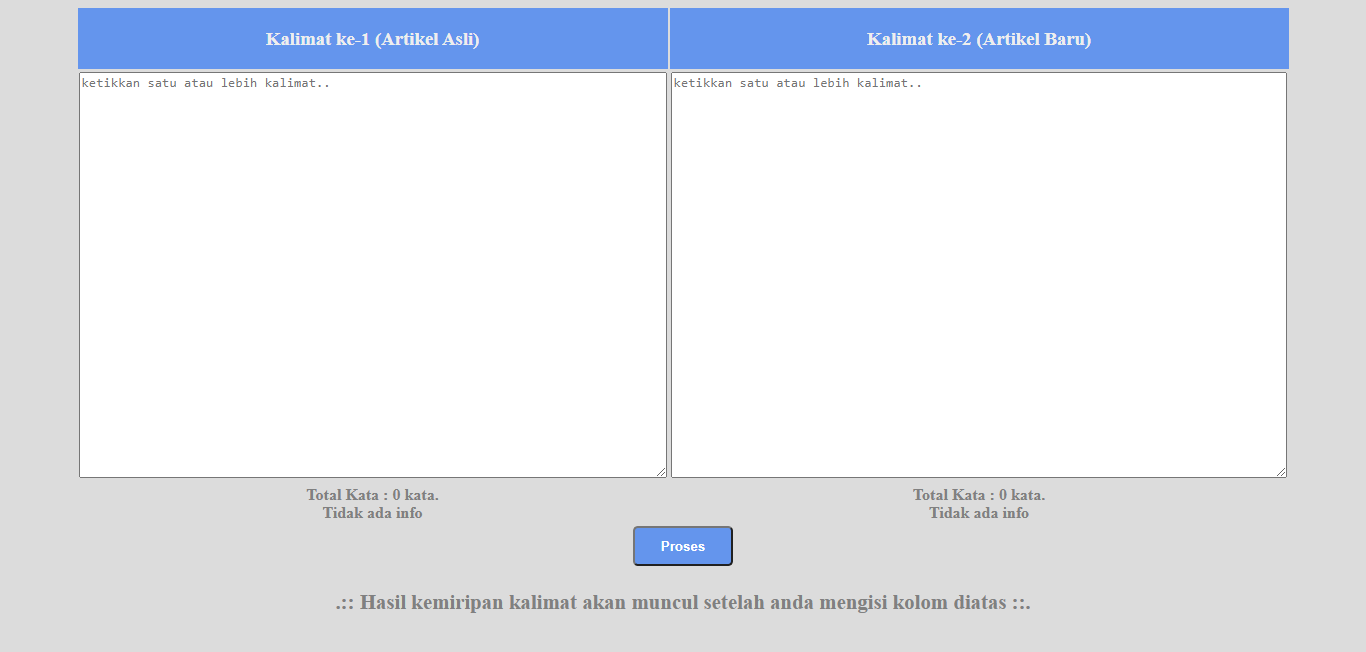 Kalimat ke-1 (Artikel Asli)
Kalimat ke-2 (Artikel Baru)
ketikkan satu atau lebih kalimat..
ketikkan satu atau lebih kalimat..
Total Kata : 0 kata.
Tidak ada info
Total Kata : 0 kata.
Tidak ada info
Proses
.:: Hasil kemiripan kalimat akan muncul setelah anda mengisi kolom diatas ::.